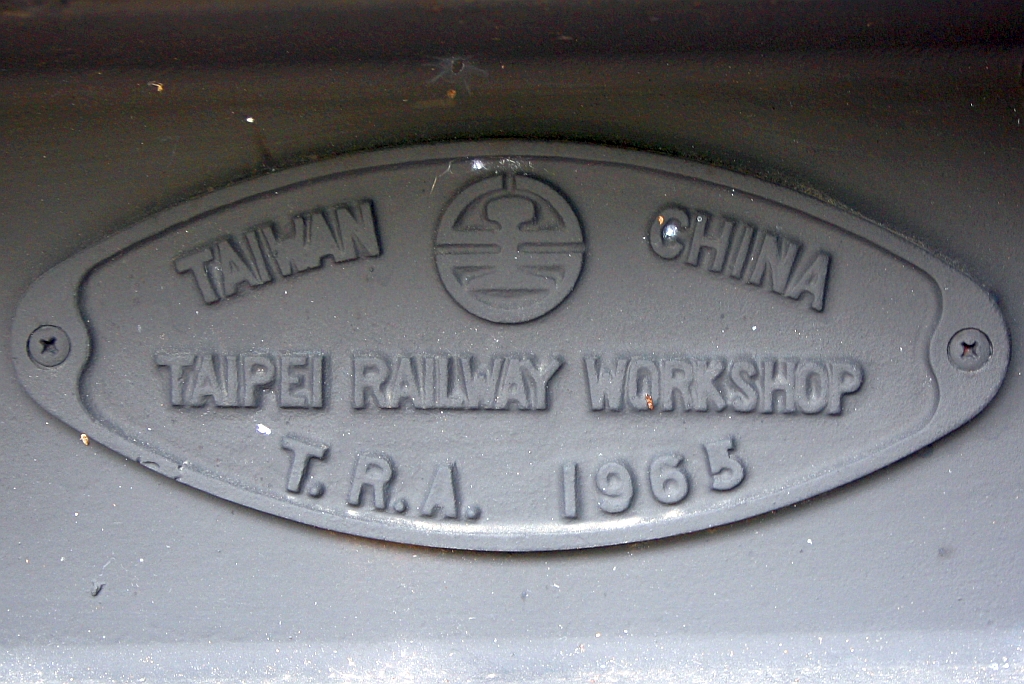 TAIWAN CHINA
TAIPEI RAILWAY WORKSHOP
T.R.A. 1965